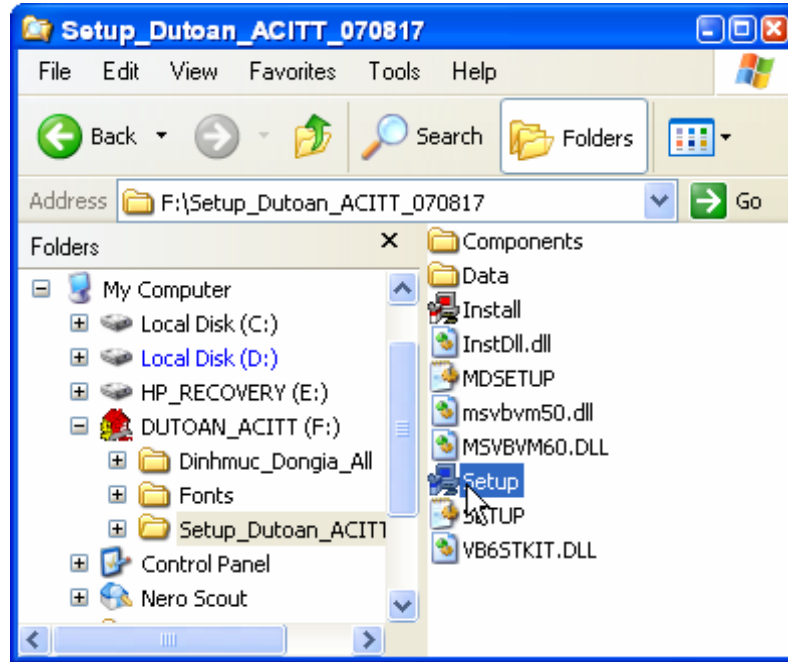 Setup_Dutoan_ACITT_070817
File Edit View Favorites Tools Help
Back Search Folders
Address F:\Setup_Dutoan_ACITT_070817 Go
Folders
My Computer
Local Disk (C:)
Local Disk (D:)
HP_RECOVERY (E:)
DUTOAN_ACITT (F:)
Dinhmuc_Dongia_All
Fonts
Setup_Dutoan_ACITT
Control Panel
Nero Scout
Components
Data
Install
InstDll.dll
MDSETUP
msvbvm50.dll
MSVBVM60.DLL
Setup
SETUP
VB6STKIT.DLL